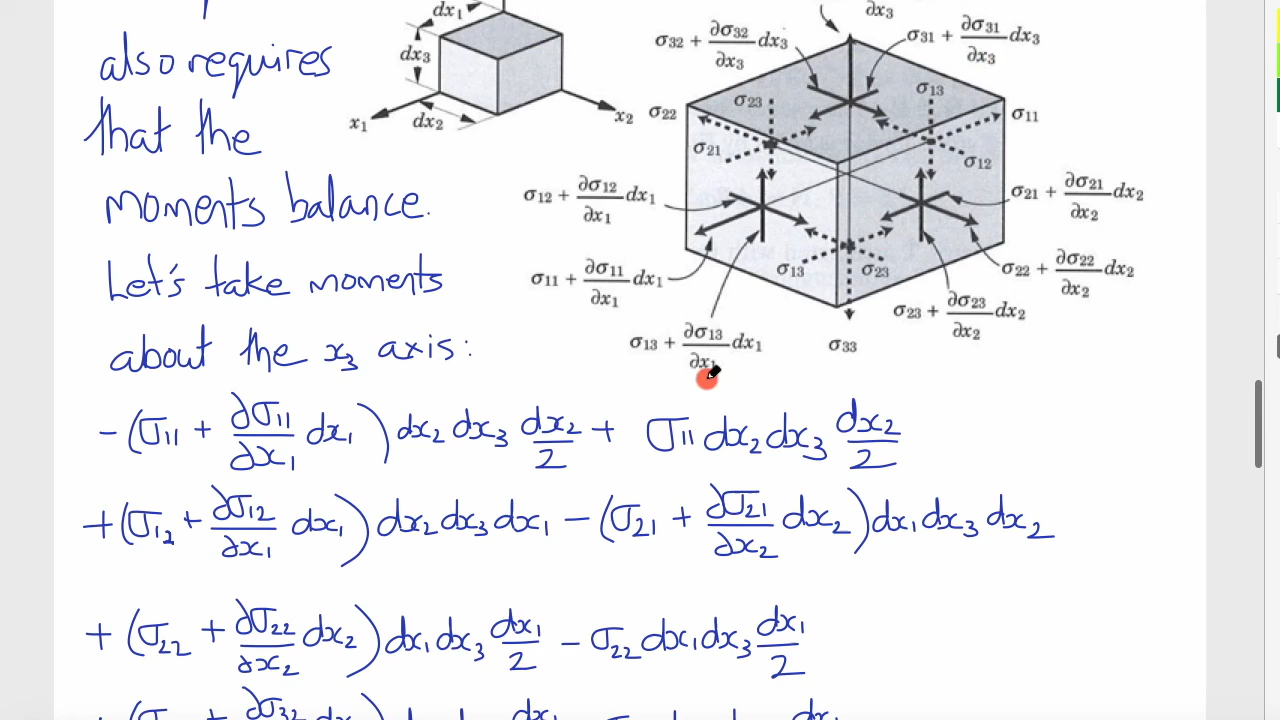 also requires
that the
moments balance.
Let's take moments
about the x₃ axis:
dx₁
dx₃
dx₂
x₁
x₂
∂x₃
σ₃₂ + ∂σ₃₂/∂x₃ dx₃
σ₃₁ + ∂σ₃₁/∂x₃ dx₃
σ₂₃
σ₁₃
σ₂₂
σ₁₁
σ₂₁
σ₁₂
σ₁₂ + ∂σ₁₂/∂x₁ dx₁
σ₂₁ + ∂σ₂₁/∂x₂ dx₂
σ₁₁ + ∂σ₁₁/∂x₁ dx₁
σ₁₃
σ₂₃
σ₂₂ + ∂σ₂₂/∂x₂ dx₂
σ₂₃ + ∂σ₂₃/∂x₂ dx₂
σ₁₃ + ∂σ₁₃/∂x₁ dx₁
σ₃₃
- (σ₁₁ + ∂σ₁₁/∂x₁ dx₁) dx₂ dx₃ dx₂/2 + σ₁₁ dx₂ dx₃ dx₂/2
+ (σ₁₂ + ∂σ₁₂/∂x₁ dx₁) dx₂ dx₃ dx₁ - (σ₂₁ + ∂σ₂₁/∂x₂ dx₂) dx₁ dx₃ dx₂
+ (σ₂₂ + ∂σ₂₂/∂x₂ dx₂) dx₁ dx₃ dx₁/2 - σ₂₂ dx₁ dx₃ dx₁/2